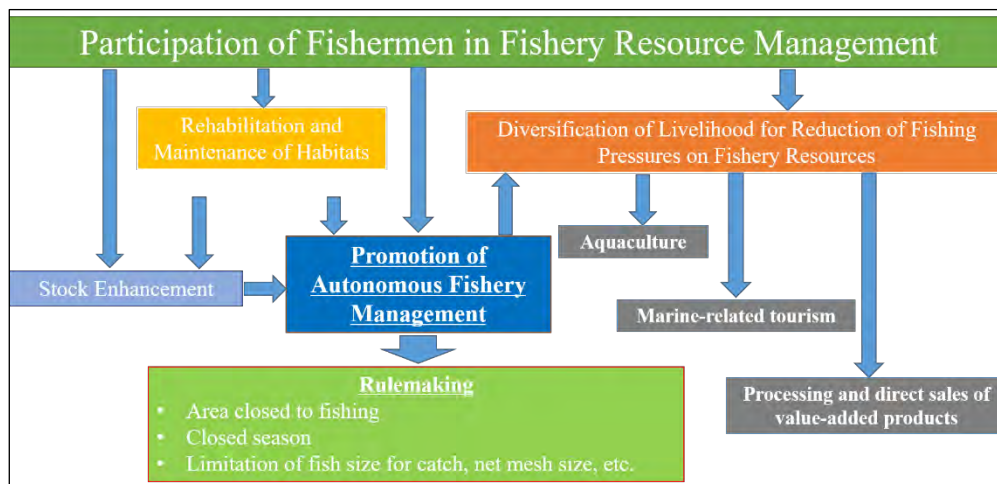 Participation of Fishermen in Fishery Resource Management
Rehabilitation and
Maintenance of Habitats
Diversification of Livelihood for Reduction of Fishing
Pressures on Fishery Resources
Stock Enhancement
Promotion of
Autonomous Fishery
Management
Aquaculture
Marine-related tourism
Processing and direct sales of
value-added products
Rulemaking
• Area closed to fishing
• Closed season
• Limitation of fish size for catch, net mesh size, etc.